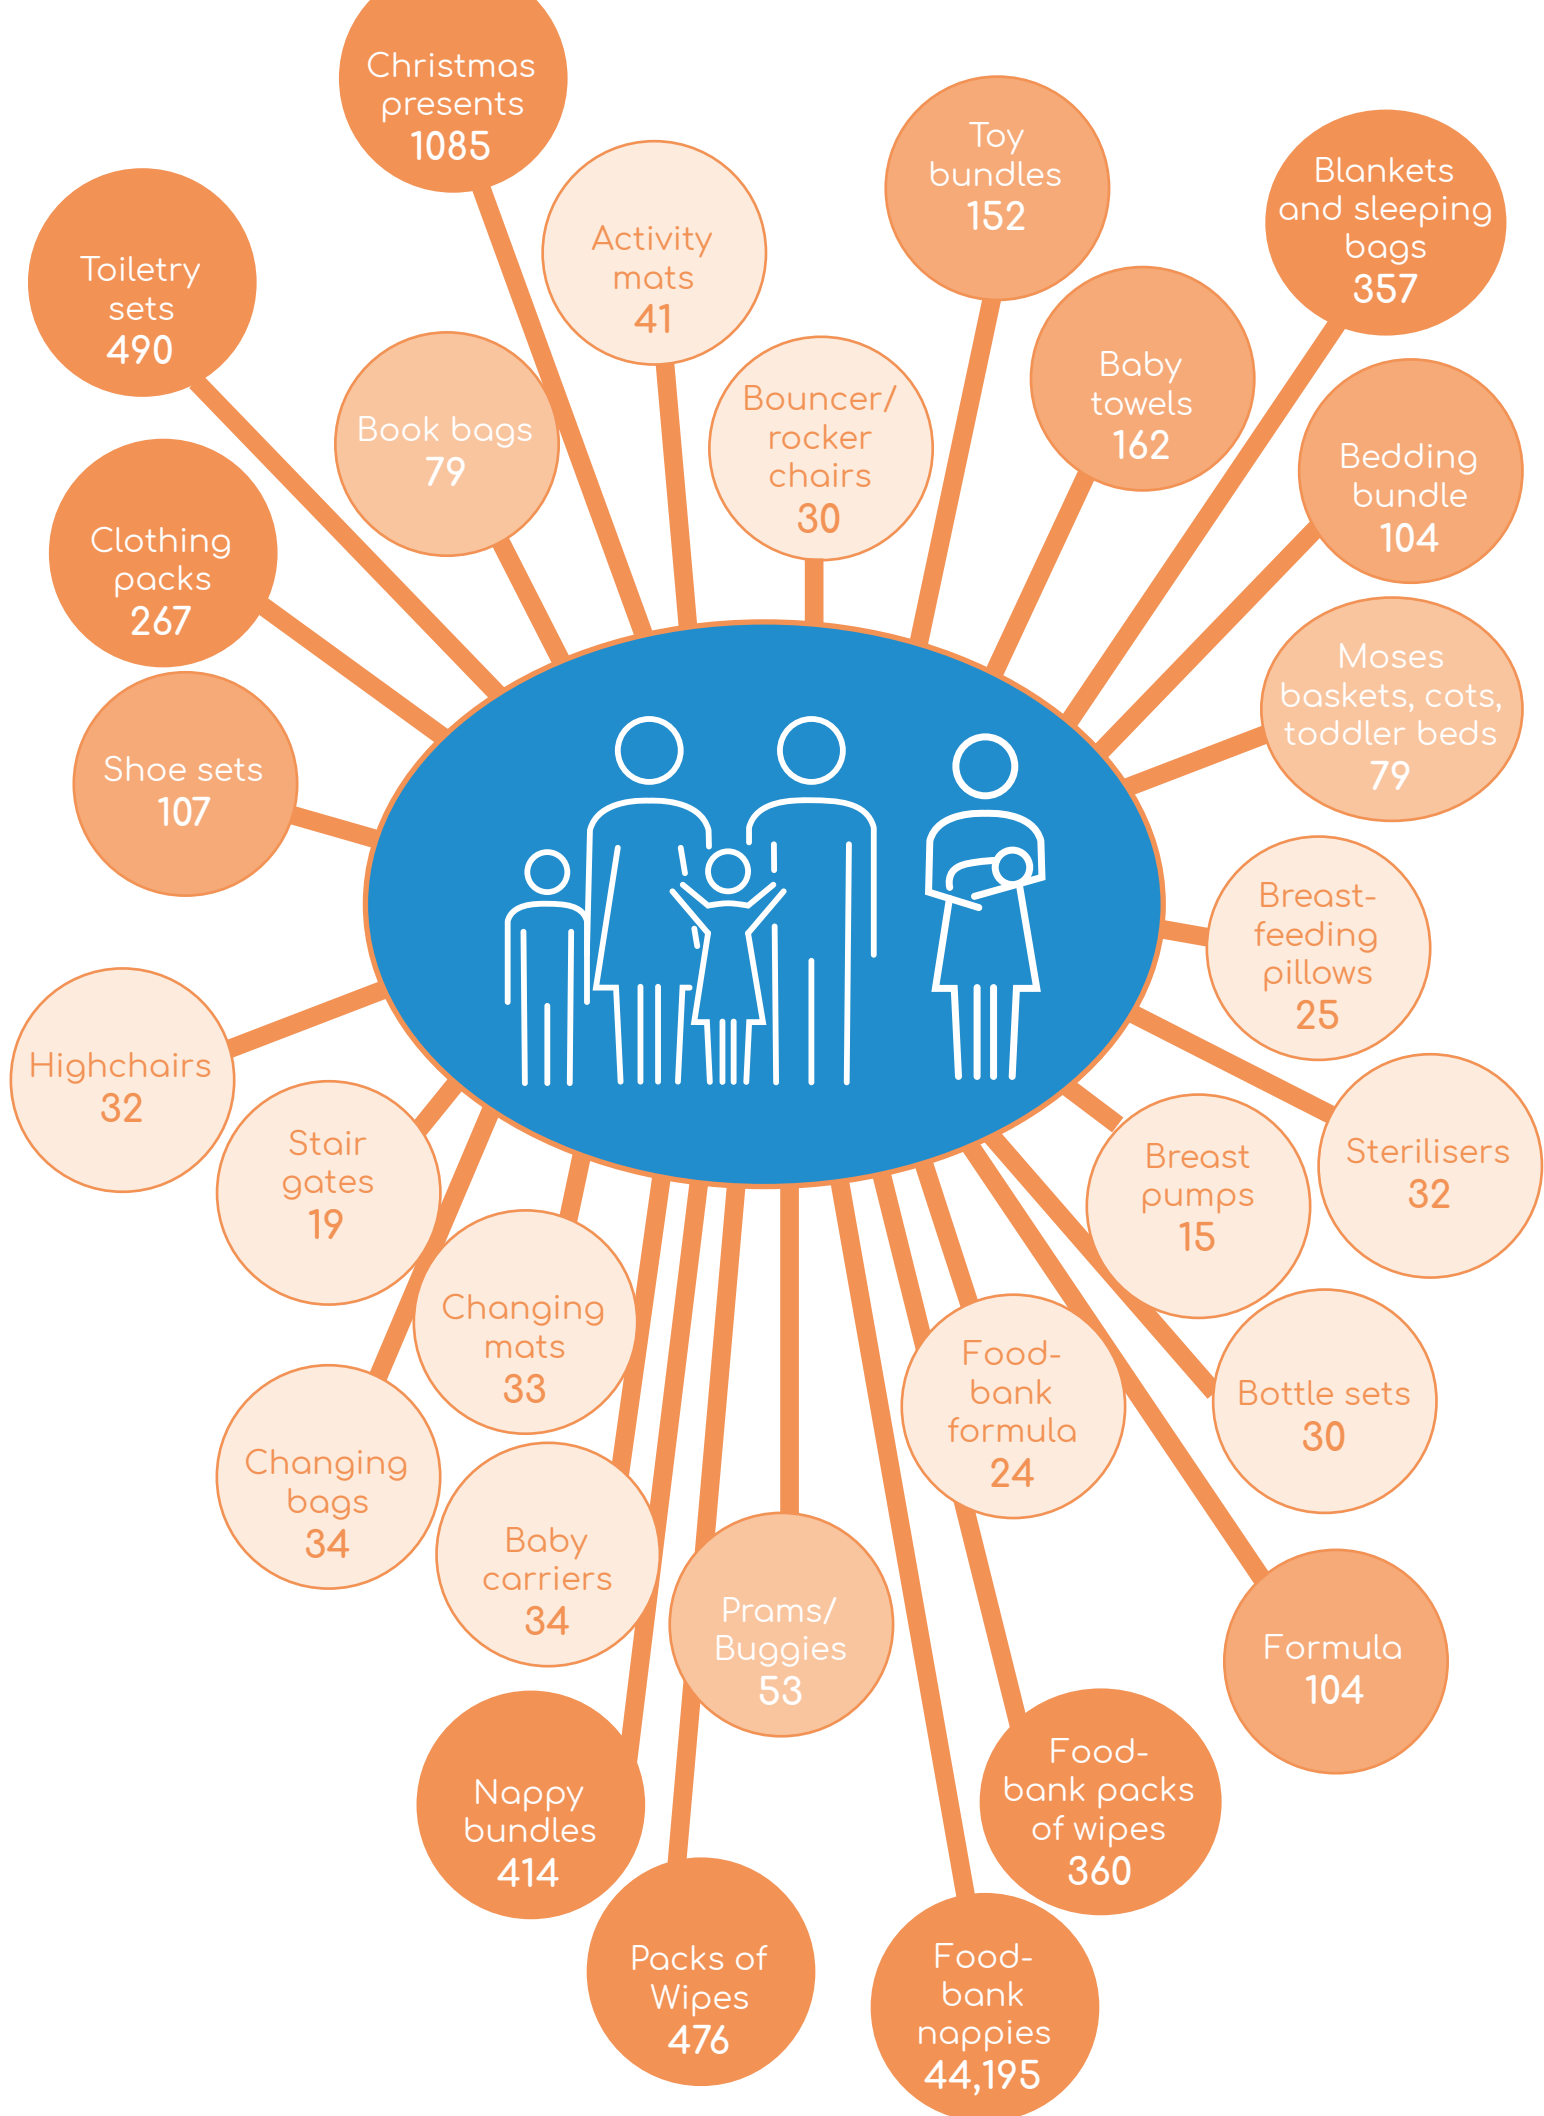 Christmas
presents
1085
Toy
bundles
152
Blankets
and sleeping
bags
357
Activity
mats
41
Toiletry
sets
490
Baby
towels
162
Book bags
79
Bouncer/
rocker
chairs
30
Bedding
bundle
104
Clothing
packs
267
Moses
baskets, cots,
toddler beds
79
Shoe sets
107
Breast-
feeding
pillows
25
Highchairs
32
Stair
gates
19
Breast
pumps
15
Sterilisers
32
Changing
mats
33
Food-
bank
formula
24
Bottle sets
30
Changing
bags
34
Baby
carriers
34
Prams/
Buggies
53
Formula
104
Nappy
bundles
414
Food-
bank packs
of wipes
360
Packs of
Wipes
476
Food-
bank
nappies
44,195